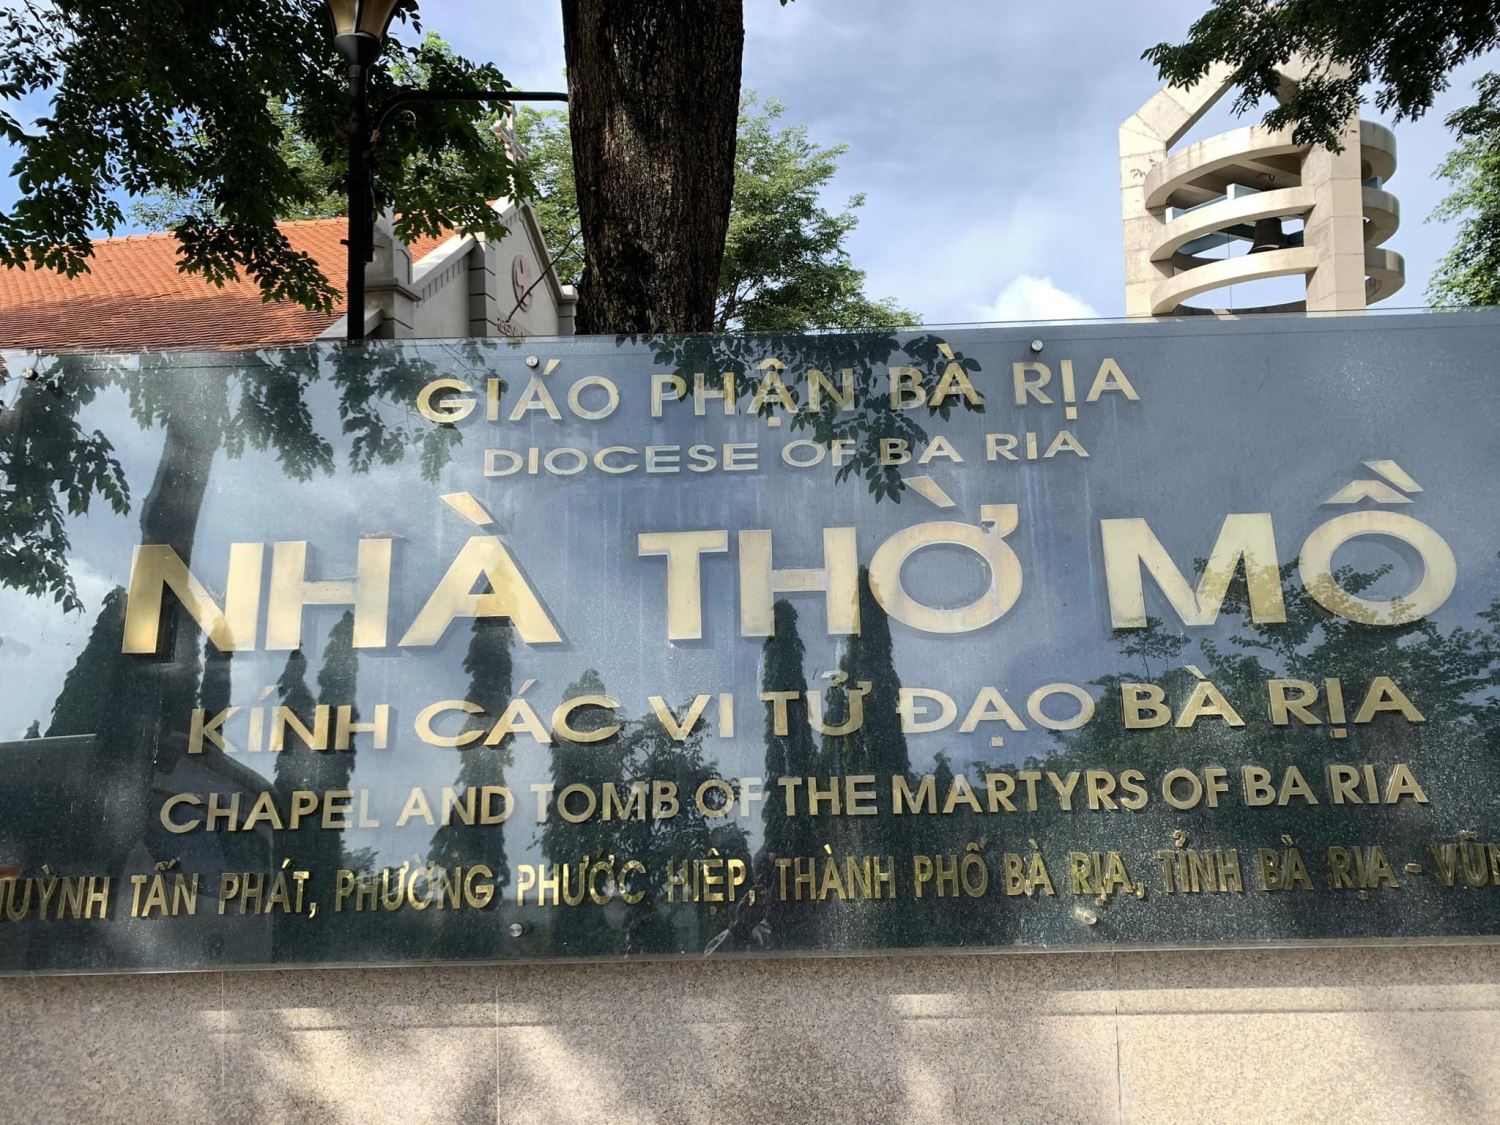 GIÁO PHẬN BÀ RỊA
DIOCESE OF BA RIA
NHÀ THỜ MỒ
KÍNH CÁC VỊ TỬ ĐẠO BÀ RỊA
CHAPEL AND TOMB OF THE MARTYRS OF BA RIA
TẤN PHÁT, PHƯỜNG PHƯỚC HIỆP, THÀNH PHỐ BÀ RỊA, TỈNH BÀ RỊA -